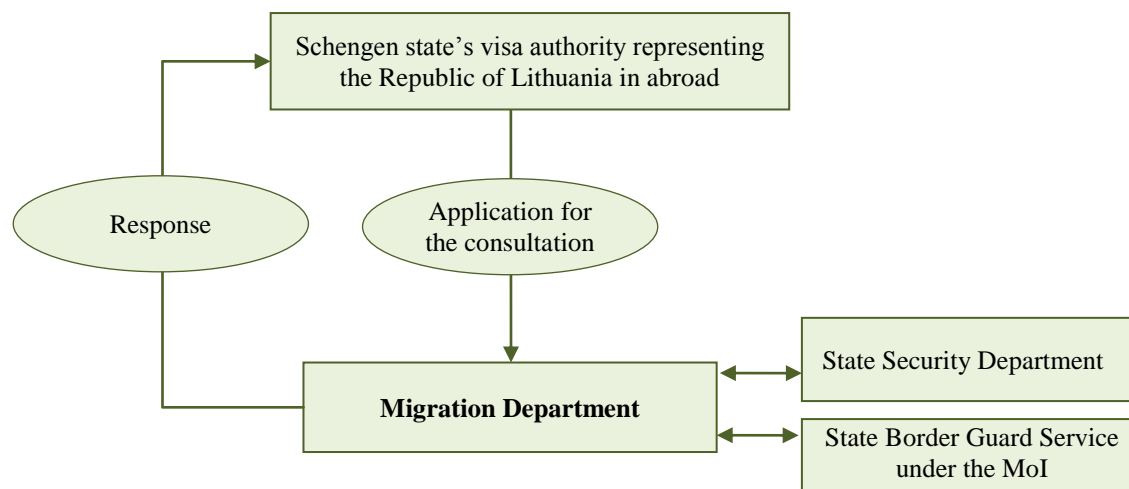 Schengen state’s visa authority representing
the Republic of Lithuania in abroad
Response
Application for
the consultation
Migration Department
State Security Department
State Border Guard Service
under the MoI